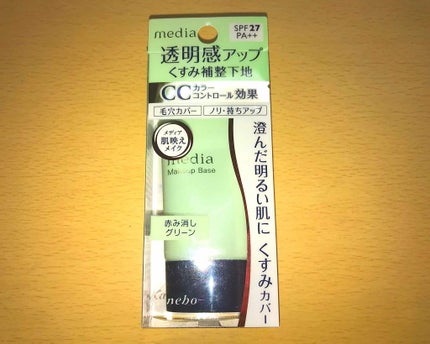 media
SPF27
PA++
透明感アップ
くすみ補整下地
CC カラーコントロール 効果
毛穴カバー
ノリ・持ちアップ
メディア
肌映え
メイク
media
Makeup Base
澄んだ明るい肌に くすみカバー
赤み消し
グリーン
Kanebo